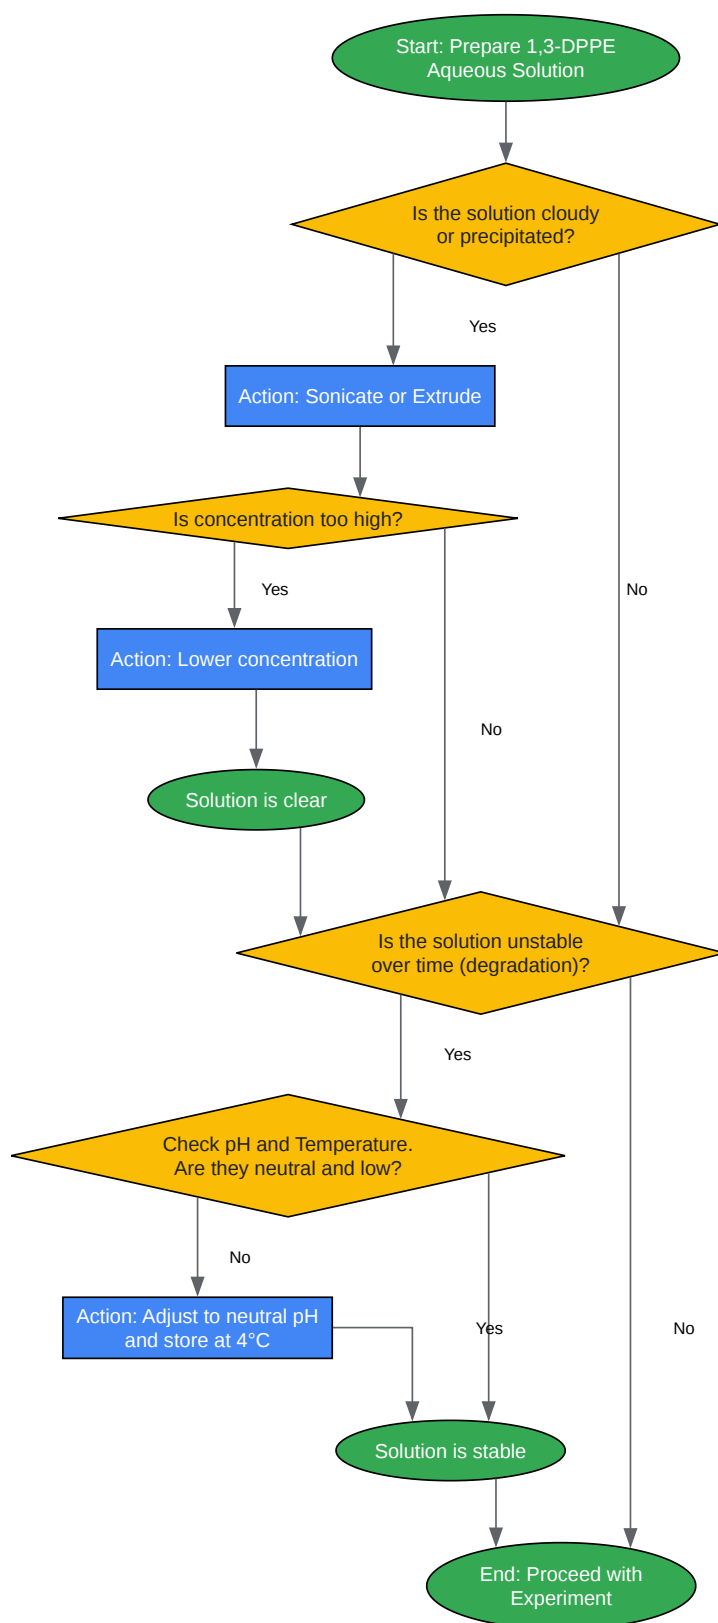 Start: Prepare 1,3-DPPE
Aqueous Solution
Is the solution cloudy
or precipitated?
Yes
Action: Sonicate or Extrude
Is concentration too high?
Yes
No
Action: Lower concentration
No
Solution is clear
Is the solution unstable
over time (degradation)?
Yes
Check pH and Temperature.
Are they neutral and low?
No
Action: Adjust to neutral pH
and store at 4°C
Yes
No
Solution is stable
End: Proceed with
Experiment